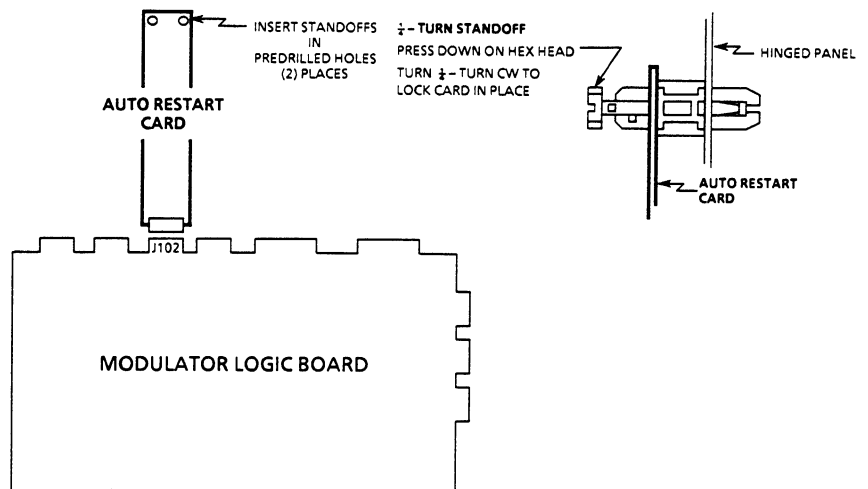 INSERT STANDOFFS
IN
PREDRILLED HOLES
(2) PLACES
¼ – TURN STANDOFF
PRESS DOWN ON HEX HEAD
TURN ¼ – TURN CW TO
LOCK CARD IN PLACE
HINGED PANEL
AUTO RESTART
CARD
AUTO RESTART
CARD
J102
MODULATOR LOGIC BOARD